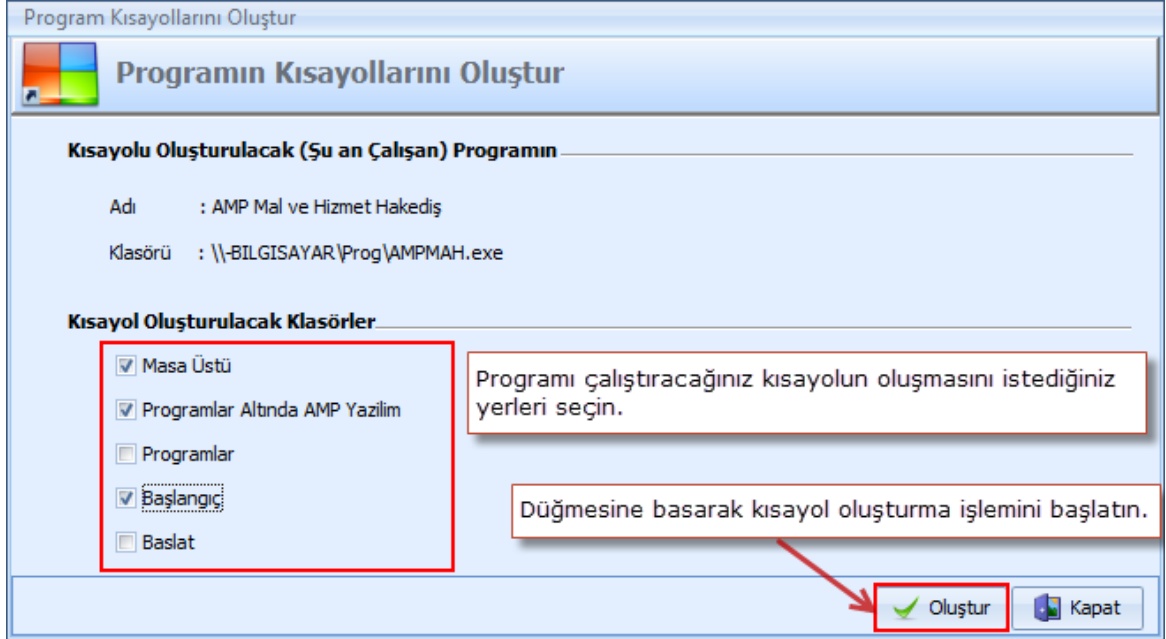 Program Kısayollarını Oluştur
Programın Kısayollarını Oluştur
Kısayolu Oluşturulacak (Şu an Çalışan) Programın
Adı : AMP Mal ve Hizmet Hakediş
Klasörü : \\-BILGISAYAR\Prog\AMPMAH.exe
Kısayol Oluşturulacak Klasörler
Masa Üstü
Programlar Altında AMP Yazilim
Programlar
Başlangıç
Baslat
Programı çalıştıracağınız kısayolun oluşmasını istediğiniz
yerleri seçin.
Düğmesine basarak kısayol oluşturma işlemini başlatın.
Oluştur
Kapat